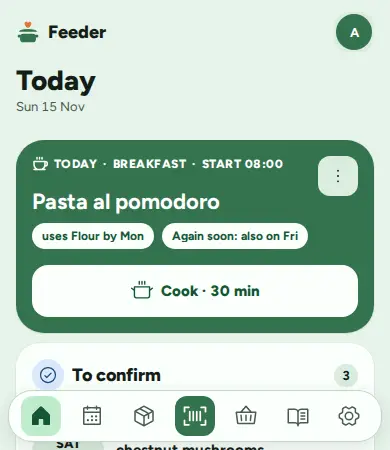 Feeder
A
Today
Sun 15 Nov
TODAY · BREAKFAST · START 08:00
Pasta al pomodoro
uses Flour by Mon
Again soon: also on Fri
Cook · 30 min
To confirm
3
SAT
chestnut mushrooms